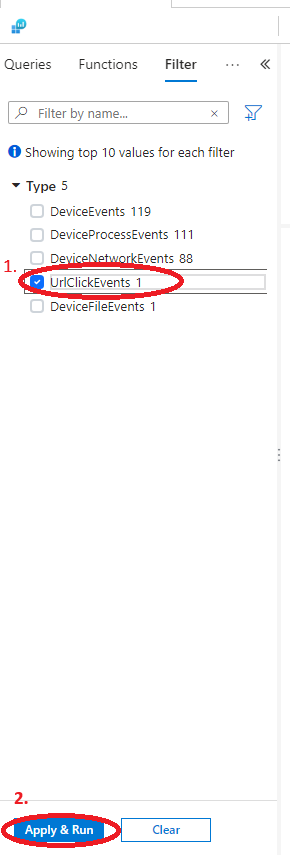 Queries Functions Filter ...
Filter by name...
Showing top 10 values for each filter
Type 5
DeviceEvents 119
DeviceProcessEvents 111
DeviceNetworkEvents 88
1.
UrlClickEvents 1
DeviceFileEvents 1
2.
Apply & Run Clear